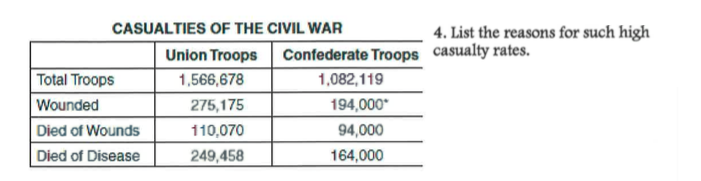 CASUALTIES OF THE CIVIL WAR
Union Troops Confederate Troops
Total Troops 1,566,678 1,082,119
Wounded 275,175 194,000*
Died of Wounds 110,070 94,000
Died of Disease 249,458 164,000
4. List the reasons for such high
casualty rates.